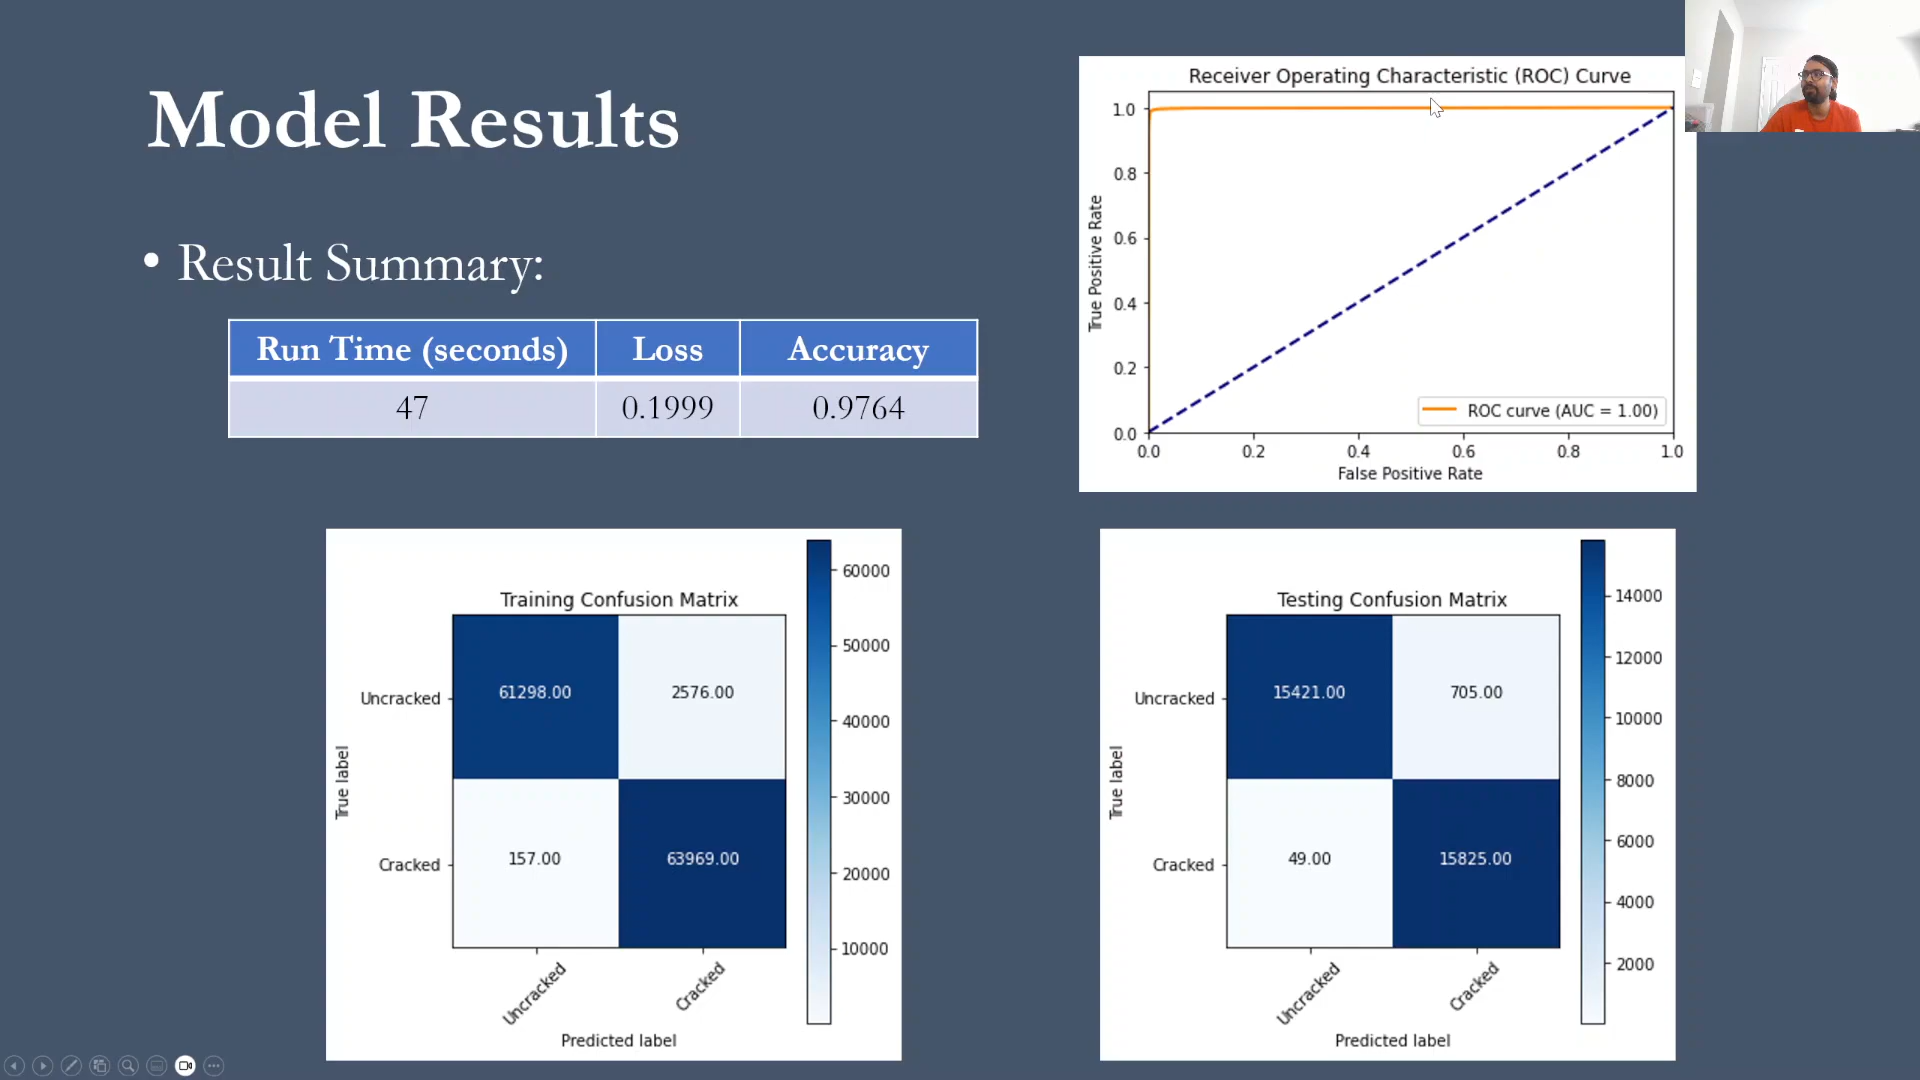 Model Results
• Result Summary:
Run Time (seconds) Loss Accuracy
47 0.1999 0.9764
Receiver Operating Characteristic (ROC) Curve
True Positive Rate
1.0
0.8
0.6
0.4
0.2
0.0
ROC curve (AUC = 1.00)
0.0 0.2 0.4 0.6 0.8 1.0
False Positive Rate
Training Confusion Matrix
True label
Uncracked 61298.00 2576.00
Cracked 157.00 63969.00
Uncracked Cracked
Predicted label
60000
50000
40000
30000
20000
10000
Testing Confusion Matrix
True label
Uncracked 15421.00 705.00
Cracked 49.00 15825.00
Uncracked Cracked
Predicted label
14000
12000
10000
8000
6000
4000
2000